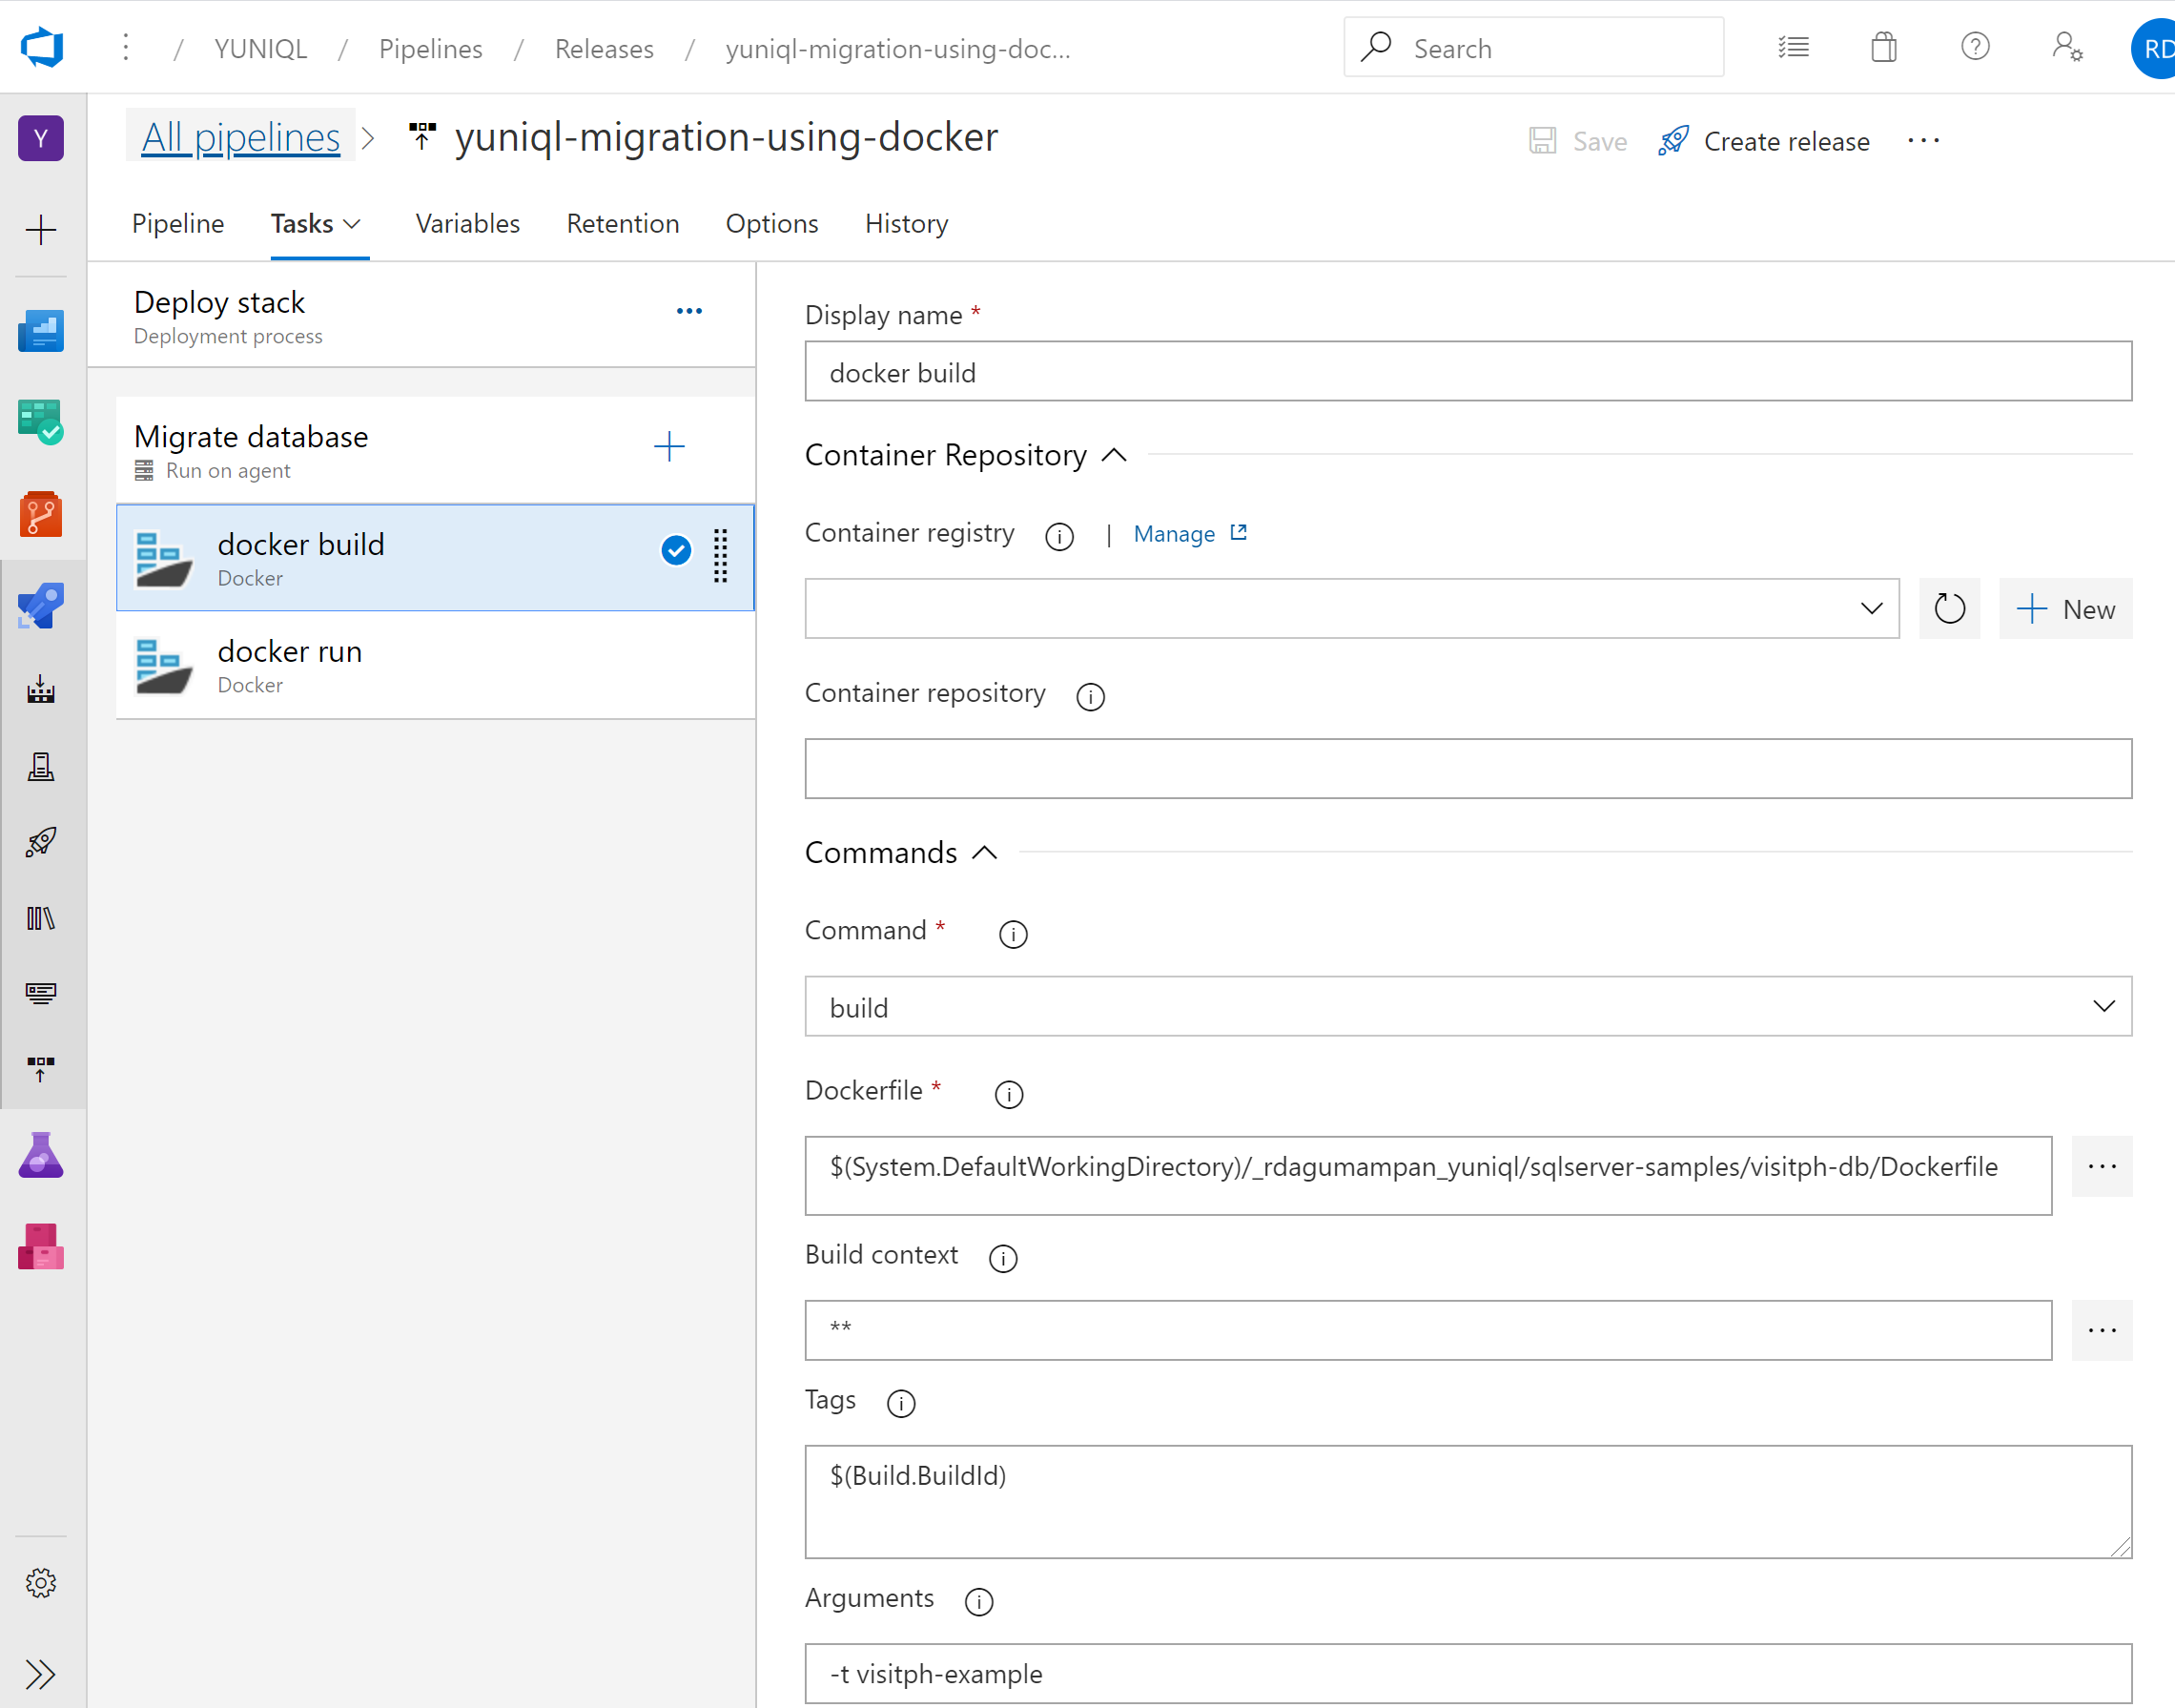 / YUNIQL / Pipelines / Releases / yuniql-migration-using-doc...
Search
RD
Y
All pipelines
yuniql-migration-using-docker
Save
Create release
Pipeline
Tasks
Variables
Retention
Options
History
Deploy stack
Deployment process
Migrate database
Run on agent
docker build
Docker
docker run
Docker
Display name *
docker build
Container Repository
Container registry
| Manage
New
Container repository
Commands
Command *
build
Dockerfile *
$(System.DefaultWorkingDirectory)/_rdagumampan_yuniql/sqlserver-samples/visitph-db/Dockerfile
Build context
**
Tags
$(Build.BuildId)
Arguments
-t visitph-example